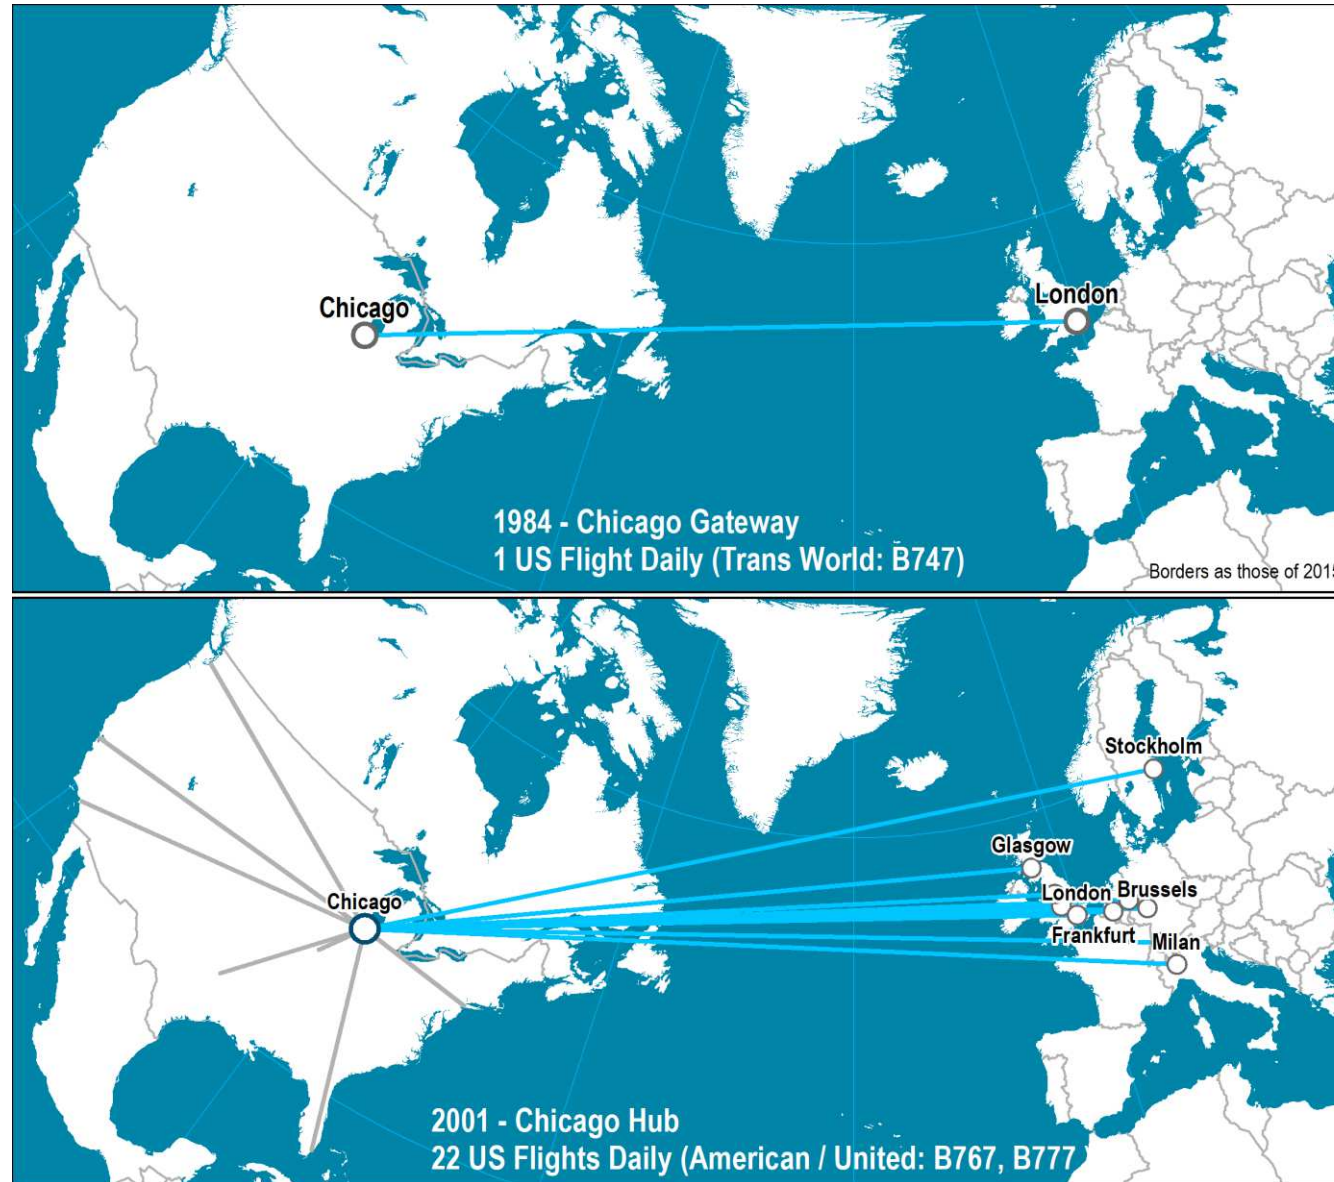 Chicago
London
1984 - Chicago Gateway
1 US Flight Daily (Trans World: B747)
Borders as those of 2015
Stockholm
Glasgow
London
Brussels
Chicago
Frankfurt
Milan
2001 - Chicago Hub
22 US Flights Daily (American / United: B767, B777